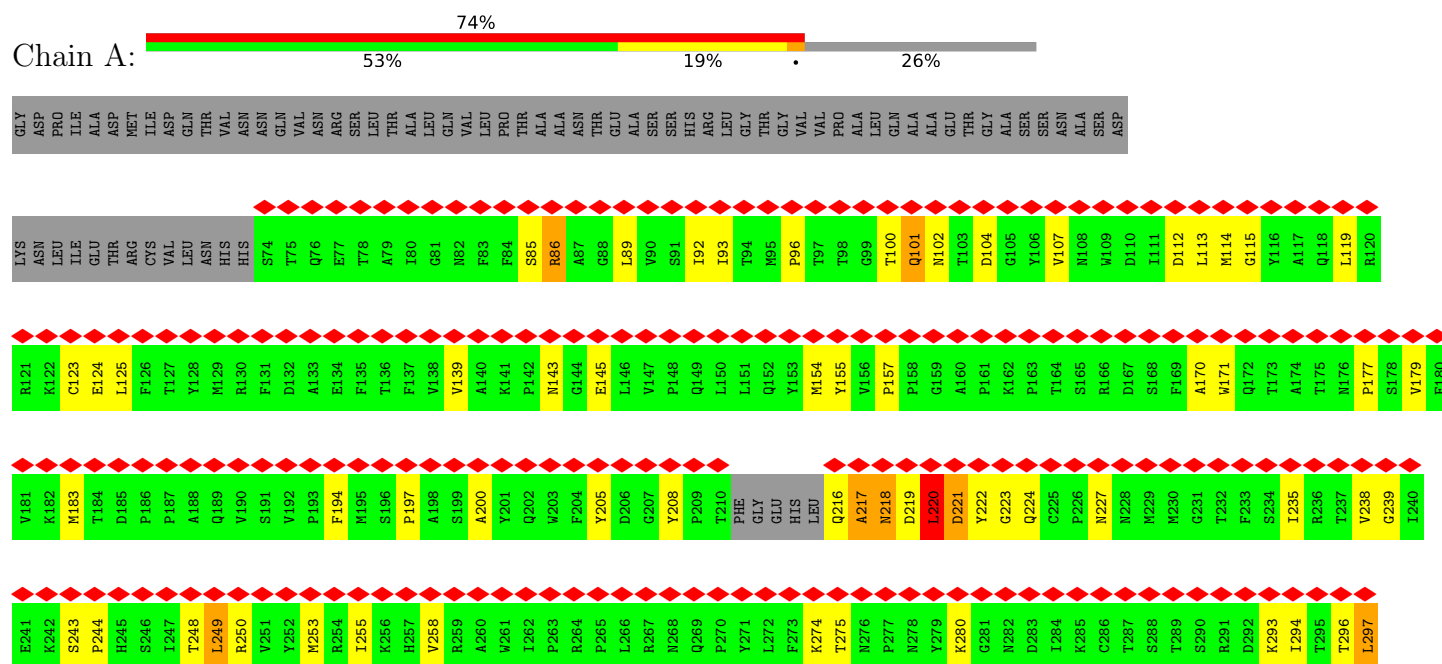 74%
Chain A:
53% 19% • 26%
GLY ASP PRO ILE ALA ASP MET ILE ASP GLN THR VAL ASN ASN GLN VAL ASN ARG SER LEU THR ALA LEU GLN VAL LEU PRO THR ALA ALA ASN THR GLU ALA SER SER HIS ARG LEU GLY THR GLY VAL VAL PRO ALA LEU GLN ALA ALA GLU THR GLY ALA SER SER ASN ALA SER ASP
LYS ASN LEU ILE GLU THR ARG CYS VAL LEU ASN HIS HIS S74 T75 Q76 E77 T78 A79 I80 G81 N82 F83 F84 S85 R86 A87 G88 L89 V90 S91 I92 I93 T94 M95 P96 T97 T98 G99 T100 Q101 N102 T103 D104 G105 Y106 V107 N108 W109 D110 I111 D112 L113 M114 G115 Y116 A117 Q118 L119 R120
R121 K122 C123 E124 L125 F126 T127 Y128 M129 R130 F131 D132 A133 E134 F135 T136 F137 V138 V139 A140 K141 P142 N143 G144 E145 L146 V147 P148 Q149 L150 L151 Q152 Y153 M154 Y155 V156 P157 P158 G159 A160 P161 K162 P163 T164 S165 R166 D167 S168 F169 A170 W171 Q172 T173 A174 T175 N176 P177 S178 V179
V181 K182 M183 T184 D185 P186 P187 A188 Q189 V190 S191 V192 P193 F194 M195 S196 P197 A198 S199 A200 Y201 Q202 W203 F204 Y205 D206 G207 Y208 P209 T210 PHE GLY GLU HIS LEU Q216 A217 N218 D219 L220 D221 Y222 G223 Q224 C225 P226 N227 N228 M229 M230 G231 T232 F233 S234 I235 R236 T237 V238 G239 I240
E241 K242 S243 P244 H245 S246 I247 T248 L249 R250 V251 Y252 M253 R254 I255 K256 H257 V258 R259 A260 W261 I262 P263 R264 P265 L266 R267 N268 Q269 P270 Y271 L272 F273 K274 T275 N276 P277 N278 Y279 K280 G281 N282 D283 I284 K285 C286 T287 S288 T289 S290 R291 D292 K293 I294 T295 T296 L297